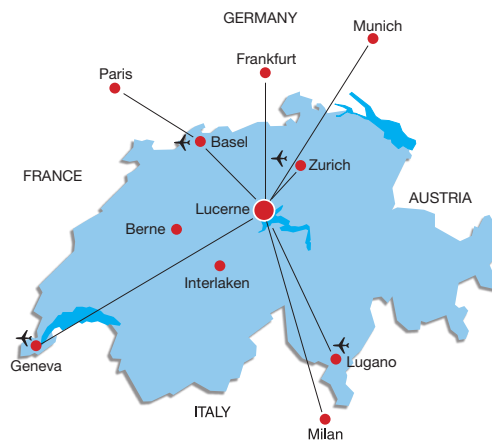 GERMANY
Munich
Frankfurt
Paris
Basel
Zurich
FRANCE
AUSTRIA
Lucerne
Berne
Interlaken
Geneva
Lugano
ITALY
Milan